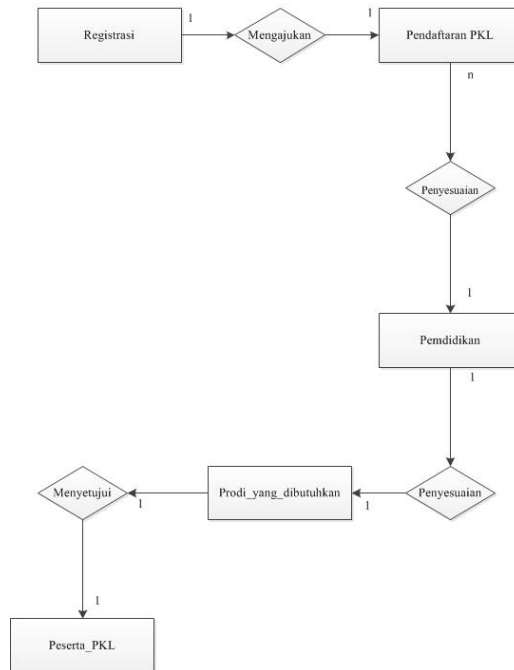 1
1
Registrasi
Mengajukan
Pendaftaran PKL
n
Penyesuaian
1
Pemdidikan
1
Menyetujui
Prodi_yang_dibutuhkan
Penyesuaian
1
1
1
Peserta_PKL